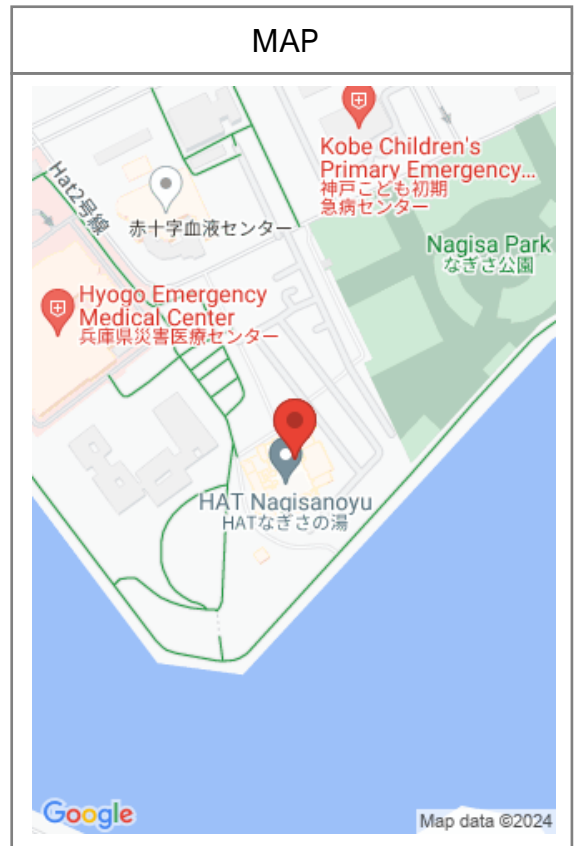 MAP
Kobe Children's
Primary Emergency...
神戸こども初期
急病センター
Hat2号線
赤十字血液センター
Nagisa Park
なぎさ公園
Hyogo Emergency
Medical Center
兵庫県災害医療センター
HAT Nagisanoyu
HATなぎさの湯
Google
Map data ©2024